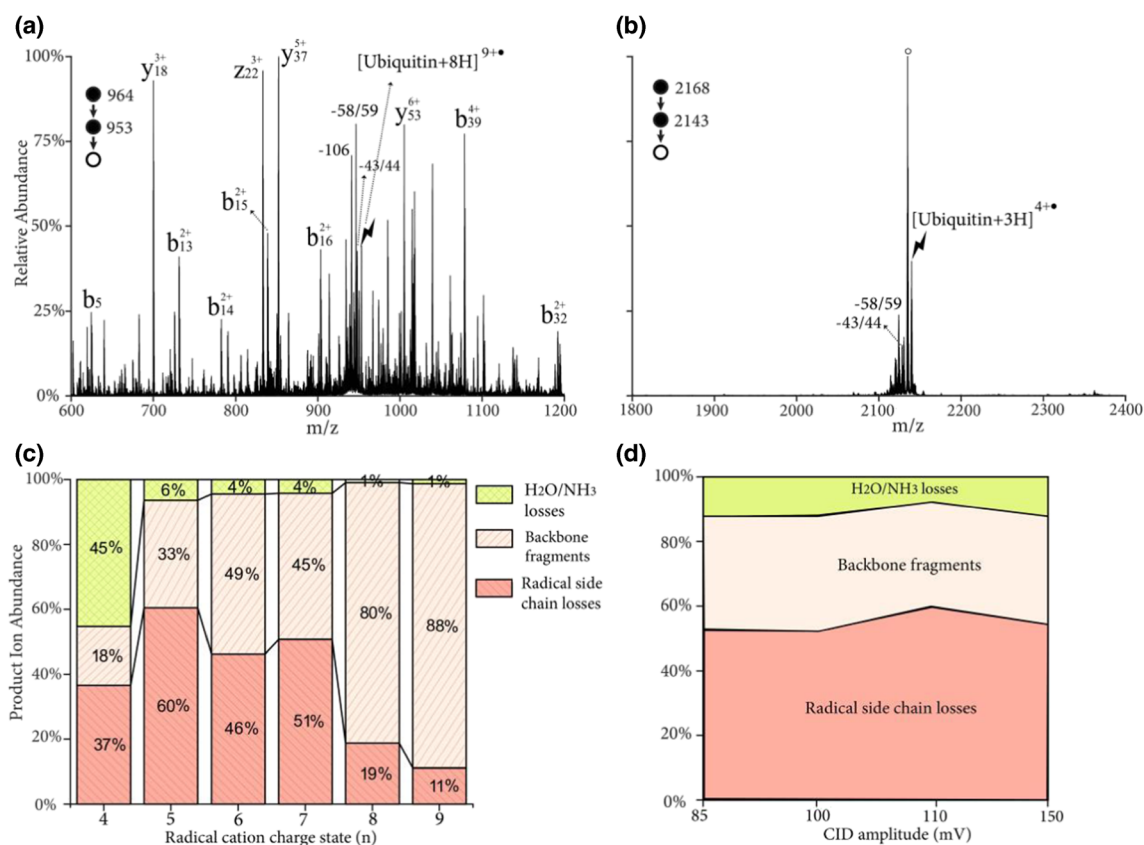 (a)
100%
75%
50%
25%
0%
Relative Abundance
964
953
y18 3+
z22 3+
y37 5+
[Ubiquitin+8H] 9+•
-58/59
y53 6+
b39 4+
-106
-43/44
b15 2+
b13 2+
b16 2+
b5
b14 2+
b32 2+
600 700 800 900 1000 1100 1200
m/z
(b)
2168
2143
[Ubiquitin+3H] 4+•
-58/59
-43/44
1800 1900 2000 2100 2200 2300 2400
m/z
(c)
100%
80%
60%
40%
20%
0%
Product Ion Abundance
45%
18%
37%
6%
33%
60%
4%
49%
46%
4%
45%
51%
1%
80%
19%
1%
88%
11%
4 5 6 7 8 9
Radical cation charge state (n)
H2O/NH3
losses
Backbone
fragments
Radical side
chain losses
(d)
100%
80%
60%
40%
20%
0%
H2O/NH3 losses
Backbone fragments
Radical side chain losses
85 100 110 150
CID amplitude (mV)